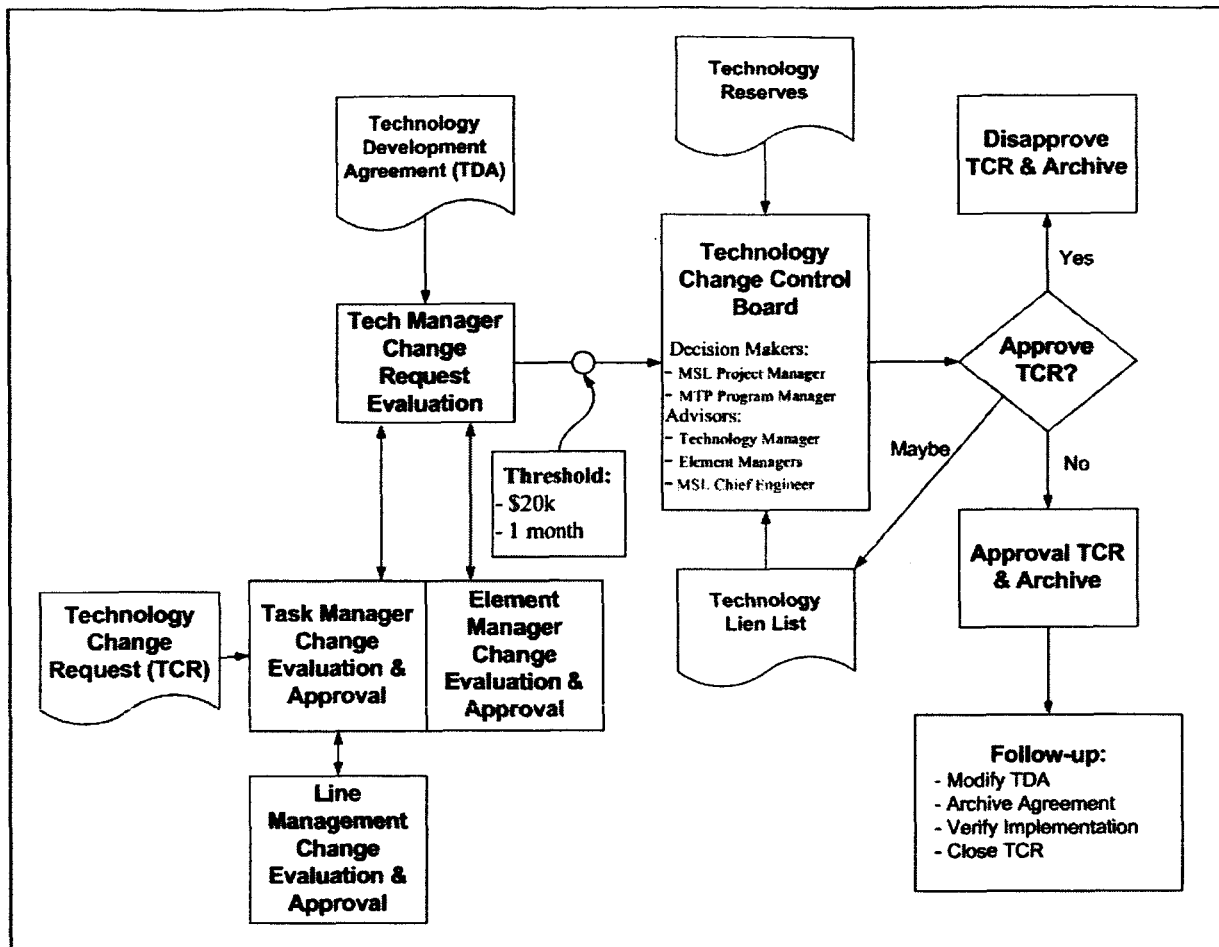 Technology
Development
Agreement (TDA)
Technology
Reserves
Disapprove
TCR & Archive
Tech Manager
Change
Request
Evaluation
Technology
Change Control
Board
Decision Makers:
- MSL Project Manager
- MTP Program Manager
Advisors:
- Technology Manager
- Element Managers
- MSL Chief Engineer
Yes
Approve
TCR?
Maybe
No
Threshold:
- $20k
- 1 month
Approval TCR
& Archive
Technology
Lien List
Technology
Change
Request (TCR)
Task Manager
Change
Evaluation &
Approval
Element
Manager
Change
Evaluation &
Approval
Line
Management
Change
Evaluation &
Approval
Follow-up:
- Modify TDA
- Archive Agreement
- Verify Implementation
- Close TCR